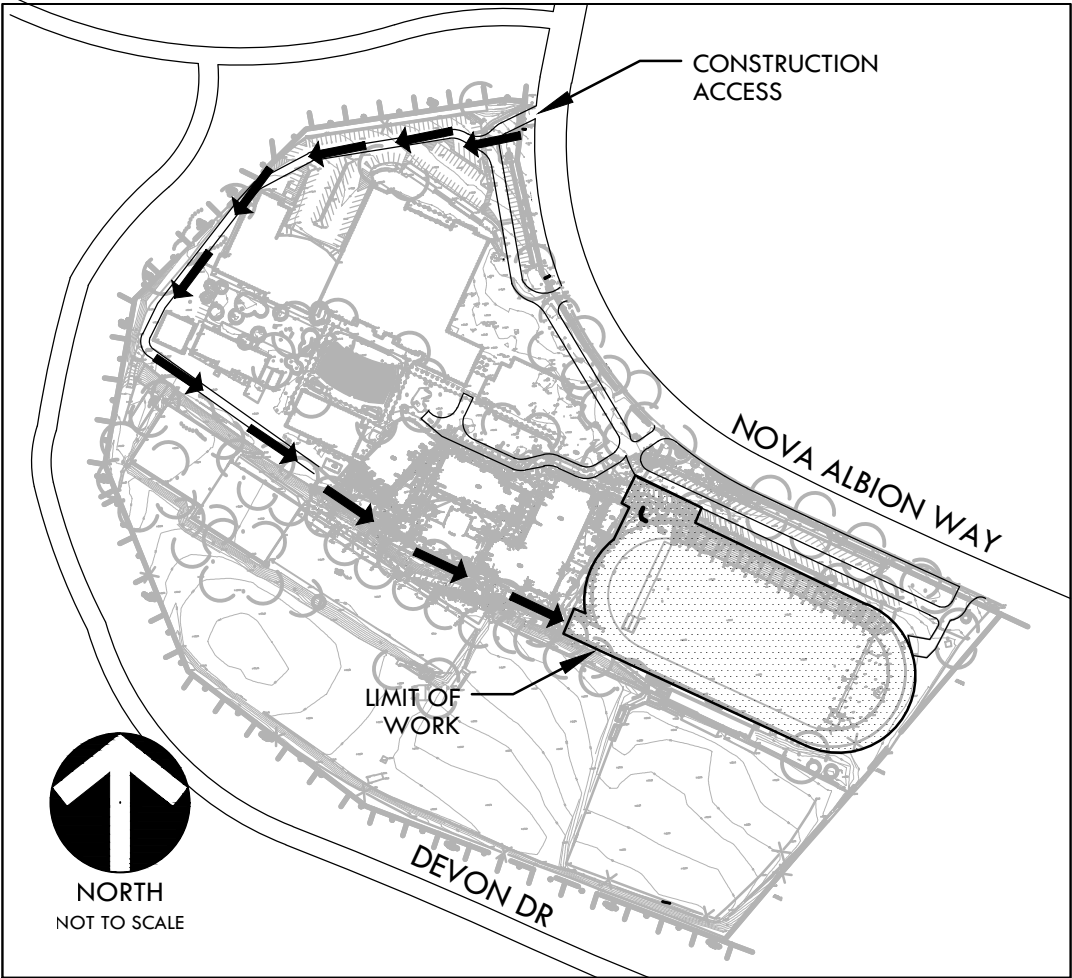 CONSTRUCTION
ACCESS
NOVA ALBION WAY
LIMIT OF
WORK
DEVON DR
NORTH
NOT TO SCALE